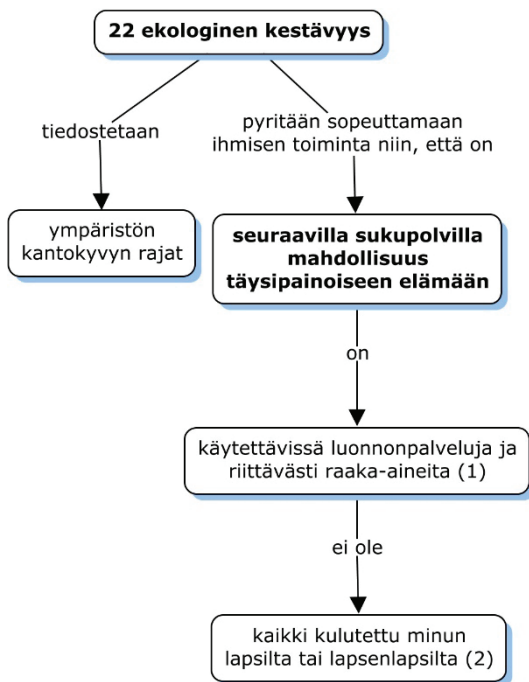 22 ekologinen kestävyys
tiedostetaan
pyritään sopeuttamaan
ihmisen toiminta niin, että on
ympäristön
kantokyvyn rajat
seuraavilla sukupolvilla
mahdollisuus
täysipainoiseen elämään
on
käytettävissä luonnonpalveluja ja
riittävästi raaka-aineita (1)
ei ole
kaikki kulutettu minun
lapsilta tai lapsenlapsilta (2)